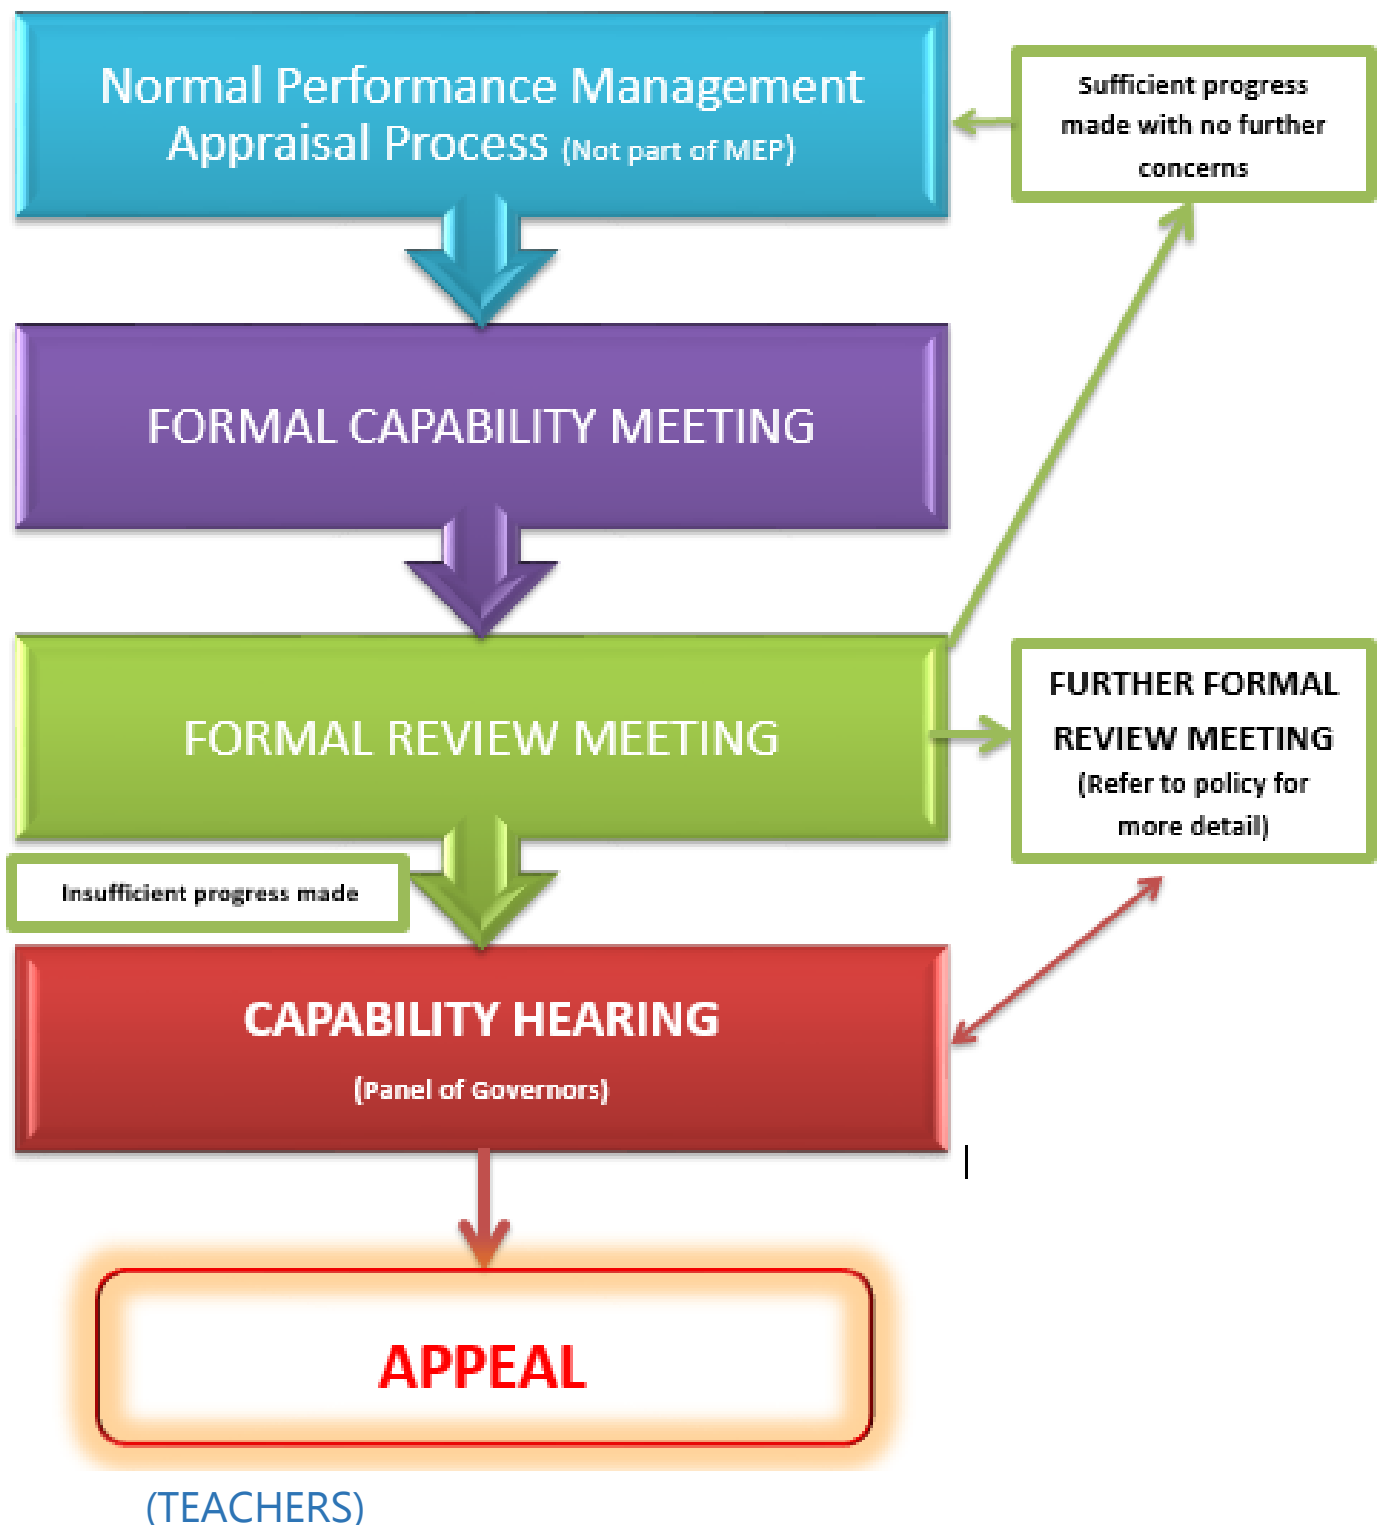 Normal Performance Management
Appraisal Process (Not part of MEP)
Sufficient progress
made with no further
concerns
FORMAL CAPABILITY MEETING
FORMAL REVIEW MEETING
FURTHER FORMAL
REVIEW MEETING
(Refer to policy for
more detail)
Insufficient progress made
CAPABILITY HEARING
(Panel of Governors)
APPEAL
(TEACHERS)